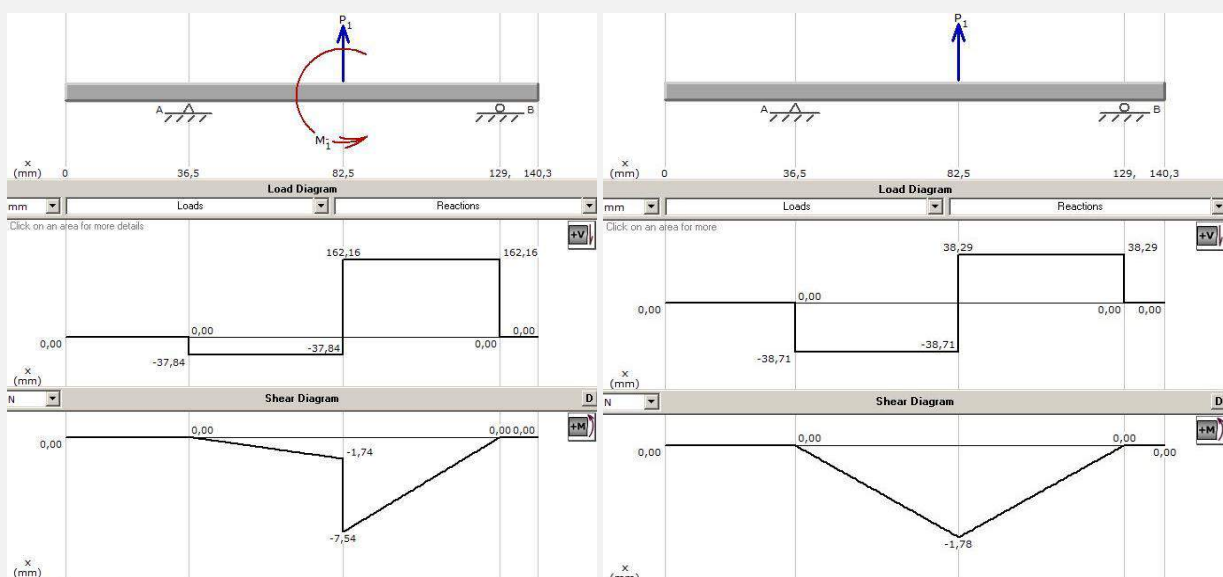 P1
A
B
M1
x
(mm)
0
36,5
82,5
129,
140,3
Load Diagram
mm
Loads
Reactions
Click on an area for more details
+V
162,16
162,16
0,00
0,00
0,00
0,00
-37,84
-37,84
x
(mm)
N
Shear Diagram
D
+M
0,00
0,00
0,00
0,00
-1,74
-7,54
x
(mm)
P1
A
B
x
(mm)
0
36,5
82,5
129,
140,3
Load Diagram
mm
Loads
Reactions
Click on an area for more
+V
38,29
38,29
0,00
0,00
0,00
0,00
-38,71
-38,71
x
(mm)
N
Shear Diagram
D
+M
0,00
0,00
0,00
0,00
-1,78
x
(mm)